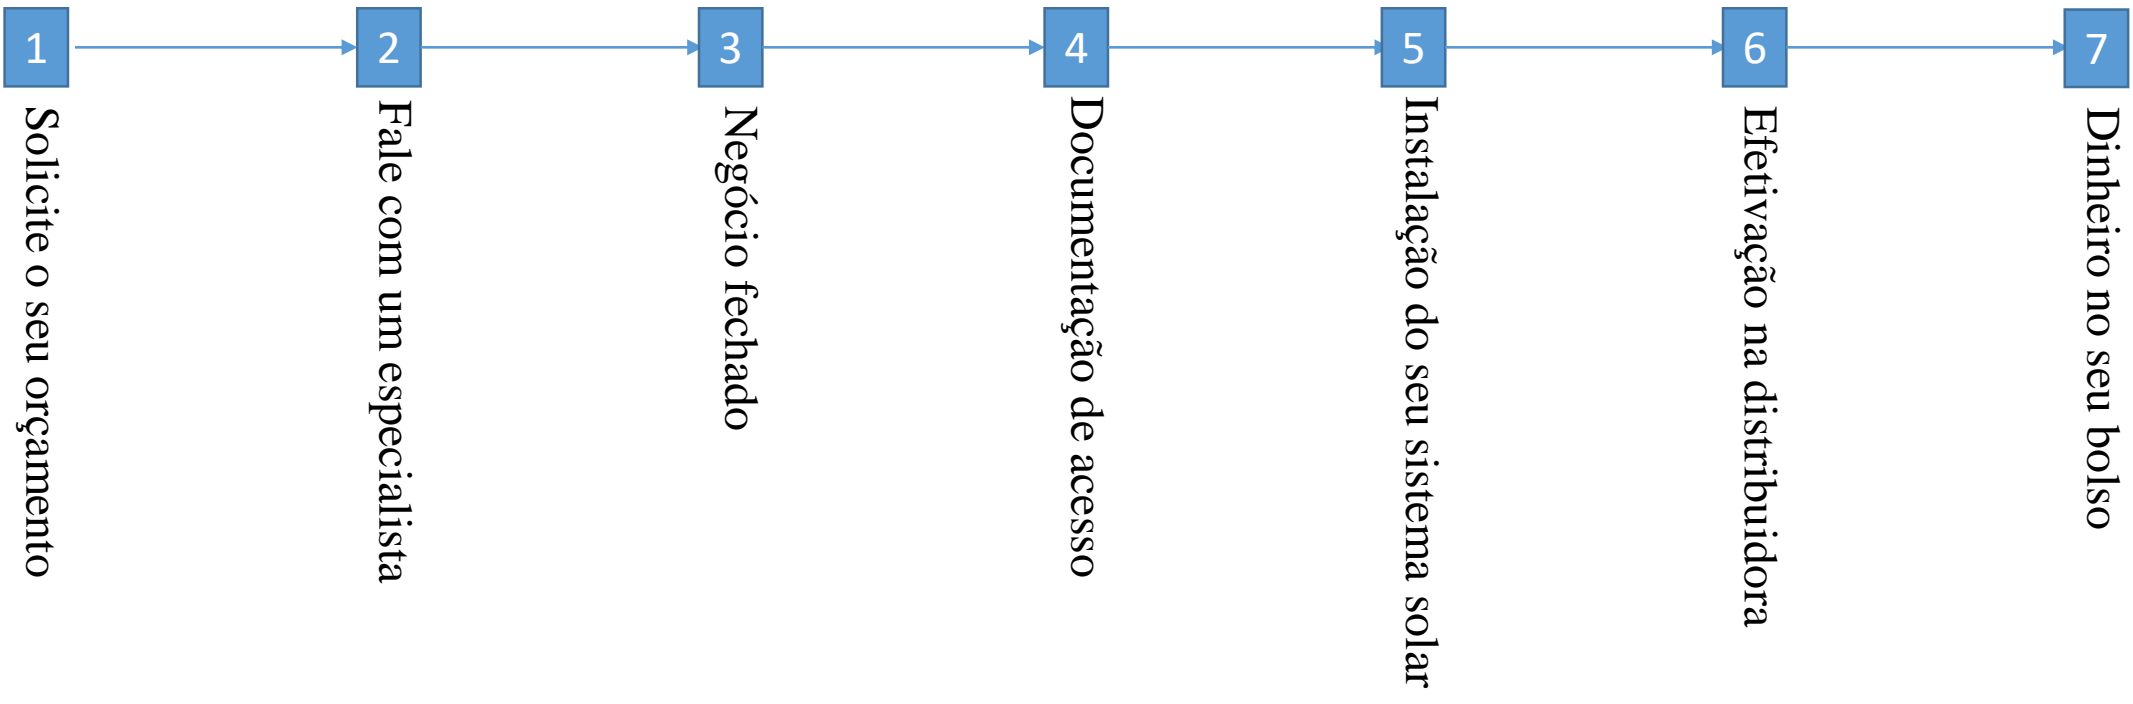 1
Solicite o seu orçamento
2
Fale com um especialista
3
Negócio fechado
4
Documentação de acesso
5
Instalação do seu sistema solar
6
Efetivação na distribuidora
7
Dinheiro no seu bolso